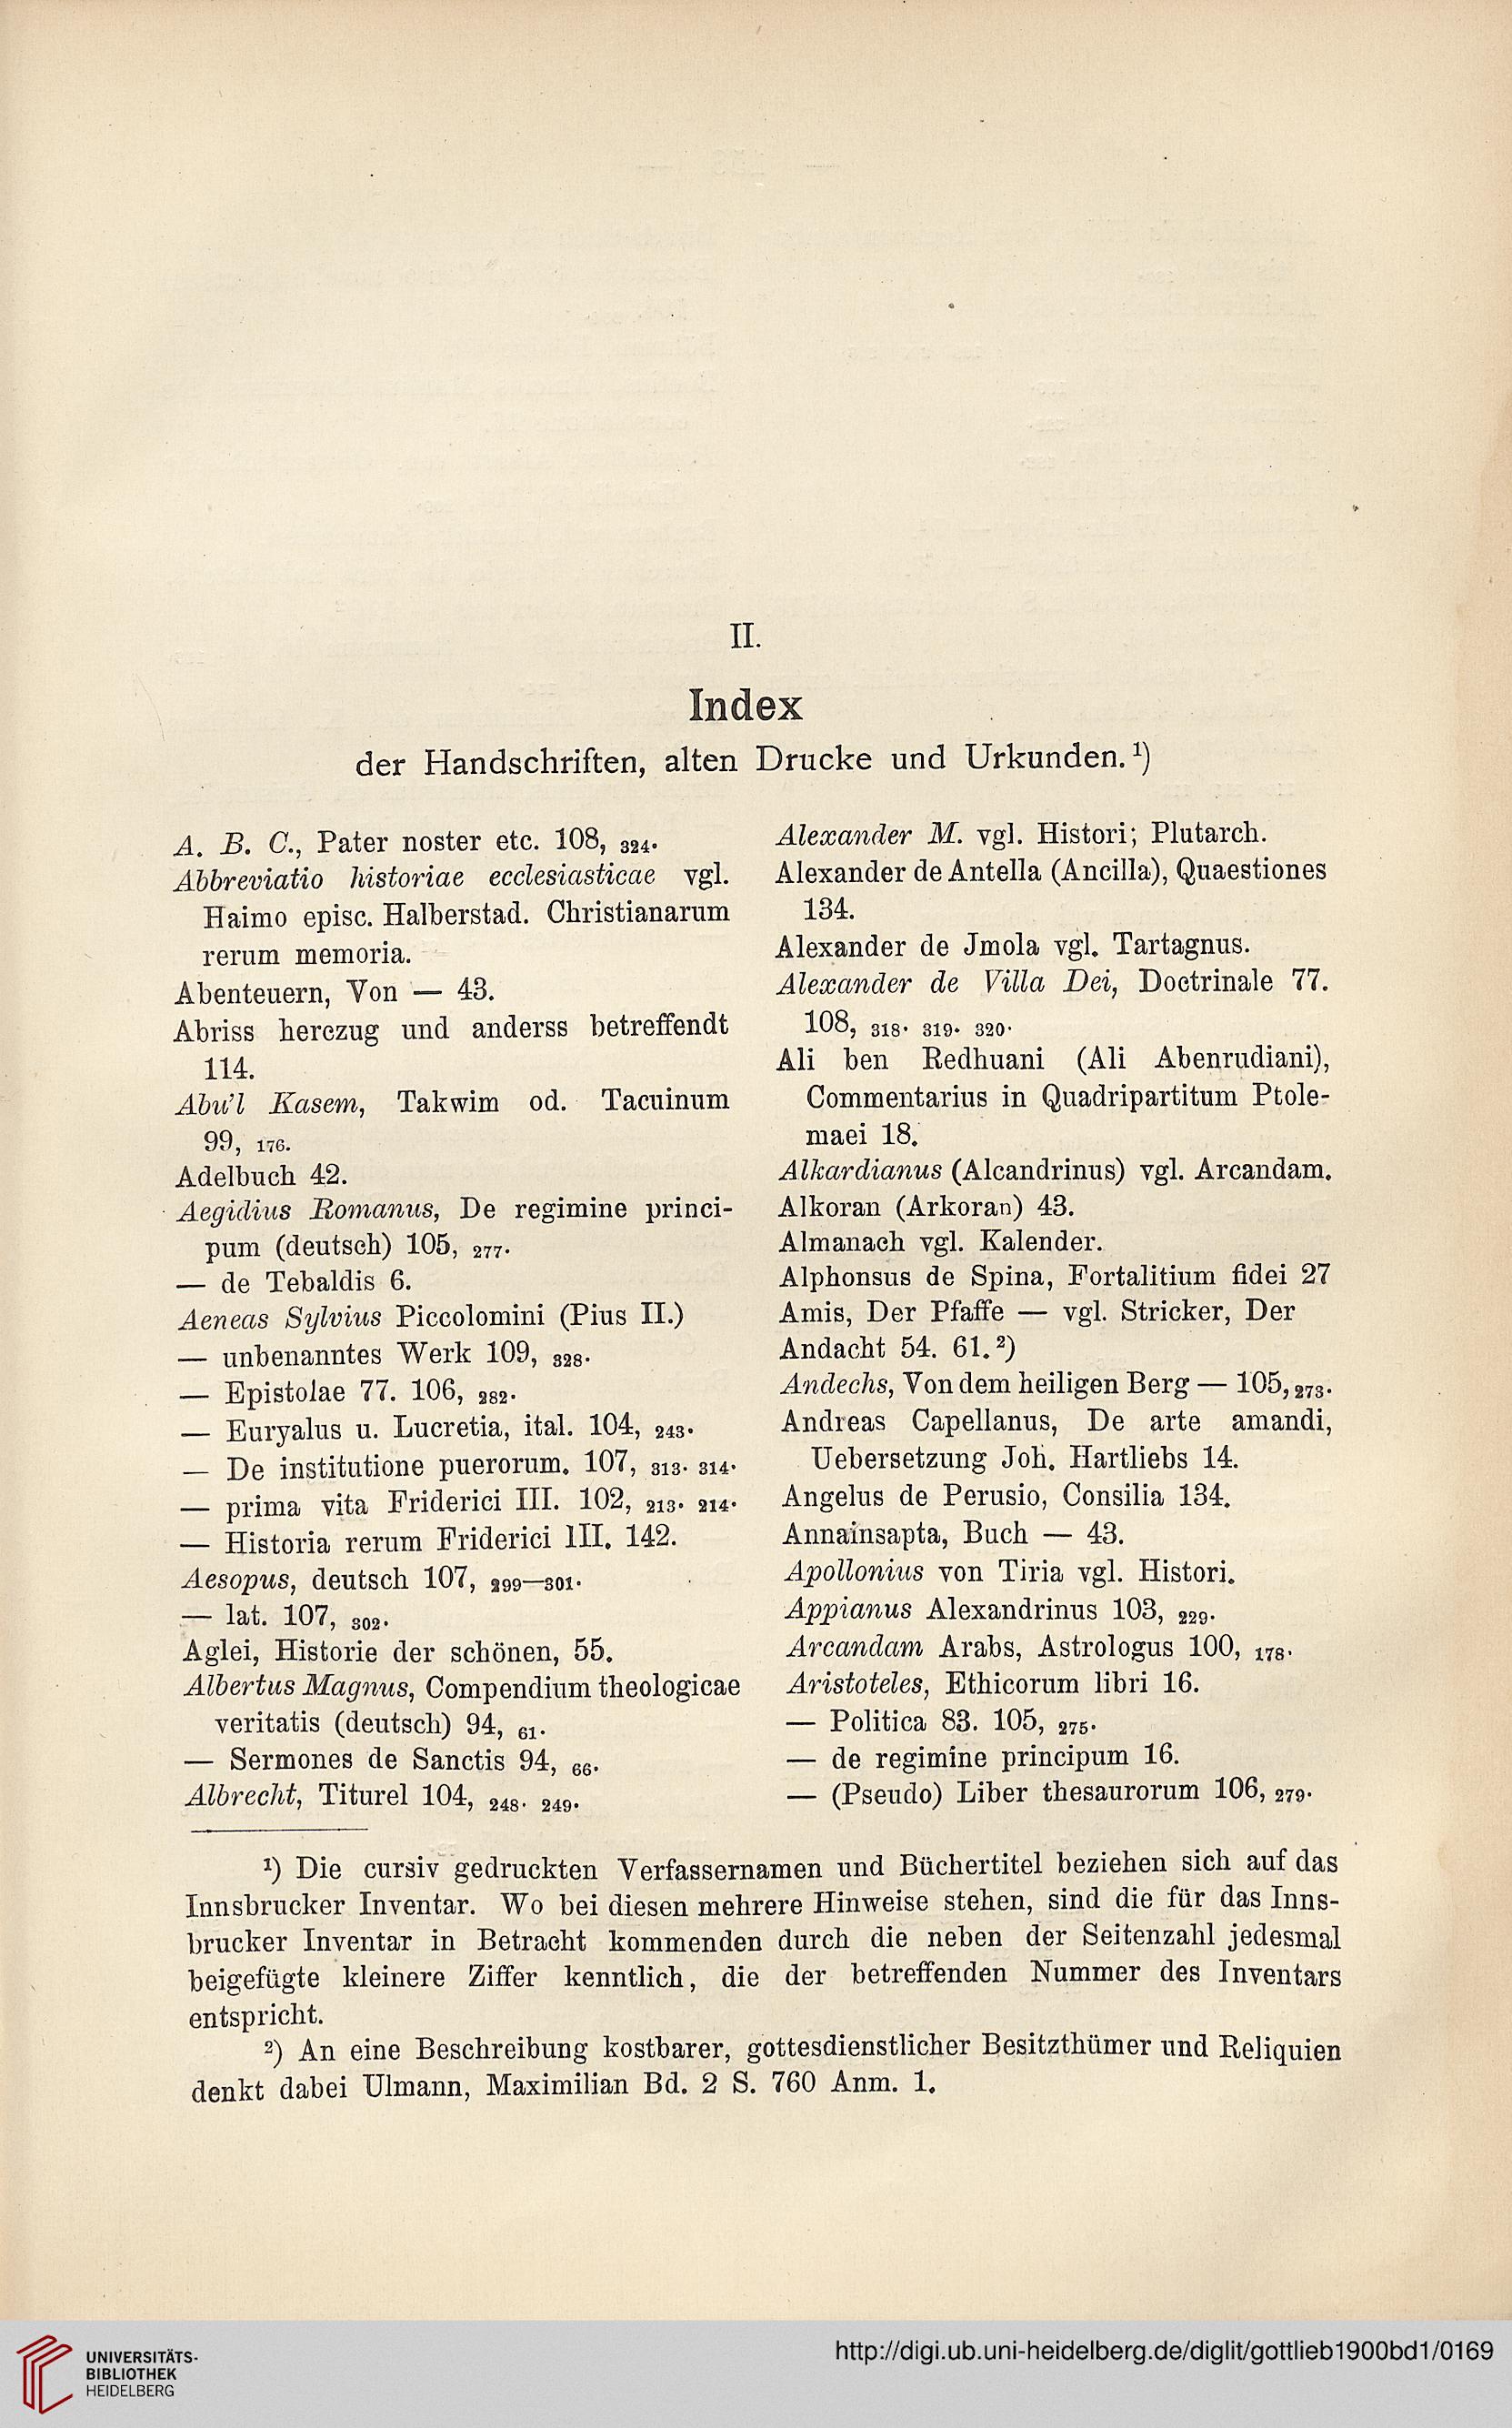 II.
Index
der Handschriften, alten Drucke und Urkunden.¹)
A. B. C., Pater noster etc. 108, 324.
Abbreviatio historiae ecclesiasticae vgl.
Haimo episc. Halberstad. Christianarum
rerum memoria.
Abenteuern, Von — 43.
Abriss herczug und anderss betreffendt
114.
Abu'l Kasem, Takwim od. Tacuinum
99, 176.
Adelbuch 42.
Aegidius Romanus, De regimine princi-
pum (deutsch) 105, 277.
— de Tebaldis 6.
Aeneas Sylvius Piccolomini (Pius II.)
— unbenanntes Werk 109, 328.
— Epistolae 77. 106, 282.
— Euryalus u. Lucretia, ital. 104, 243.
— De institutione puerorum. 107, 313. 314.
— prima vita Friderici III. 102, 213. 214.
— Historia rerum Friderici III. 142.
Aesopus, deutsch 107, 299—301.
— lat. 107, 302.
Aglei, Historie der schönen, 55.
Albertus Magnus, Compendium theologicae
veritatis (deutsch) 94, 61.
— Sermones de Sanctis 94, 66.
Albrecht, Titurel 104, 248. 249.
Alexander M. vgl. Histori; Plutarch.
Alexander de Antella (Ancilla), Quaestiones
134.
Alexander de Jmola vgl. Tartagnus.
Alexander de Villa Dei, Doctrinale 77.
108, 318. 319. 320.
Ali ben Redhuani (Ali Abenrudiani),
Commentarius in Quadripartitum Ptole-
maei 18.
Alkardianus (Alcandrinus) vgl. Arcandam.
Alkoran (Arkoran) 43.
Almanach vgl. Kalender.
Alphonsus de Spina, Fortalitium fidei 27
Amis, Der Pfaffe — vgl. Stricker, Der
Andacht 54. 61.²)
Andechs, Von dem heiligen Berg — 105, 273.
Andreas Capellanus, De arte amandi,
Uebersetzung Joh. Hartliebs 14.
Angelus de Perusio, Consilia 134.
Annainsapta, Buch — 43.
Apollonius von Tiria vgl. Histori.
Appianus Alexandrinus 103, 229.
Arcandam Arabs, Astrologus 100, 178.
Aristoteles, Ethicorum libri 16.
— Politica 83. 105, 275.
— de regimine principum 16.
— (Pseudo) Liber thesaurorum 106, 279.
¹) Die cursiv gedruckten Verfassernamen und Büchertitel beziehen sich auf das
Innsbrucker Inventar. Wo bei diesen mehrere Hinweise stehen, sind die für das Inns-
brucker Inventar in Betracht kommenden durch die neben der Seitenzahl jedesmal
beigefügte kleinere Ziffer kenntlich, die der betreffenden Nummer des Inventars
entspricht.
²) An eine Beschreibung kostbarer, gottesdienstlicher Besitzthümer und Reliquien
denkt dabei Ulmann, Maximilian Bd. 2 S. 760 Anm. 1.
UNIVERSITÄTS-
BIBLIOTHEK
HEIDELBERG
http://digi.ub.uni-heidelberg.de/diglit/gottlieb1900bd1/0169